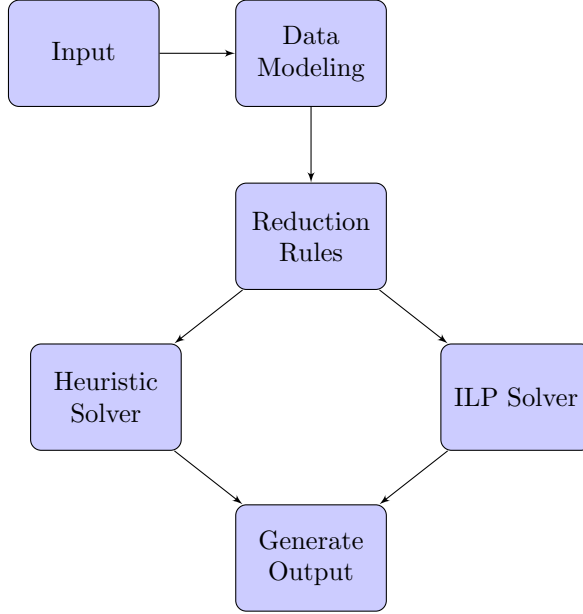 Input
Data
Modeling
Reduction
Rules
Heuristic
Solver
ILP Solver
Generate
Output